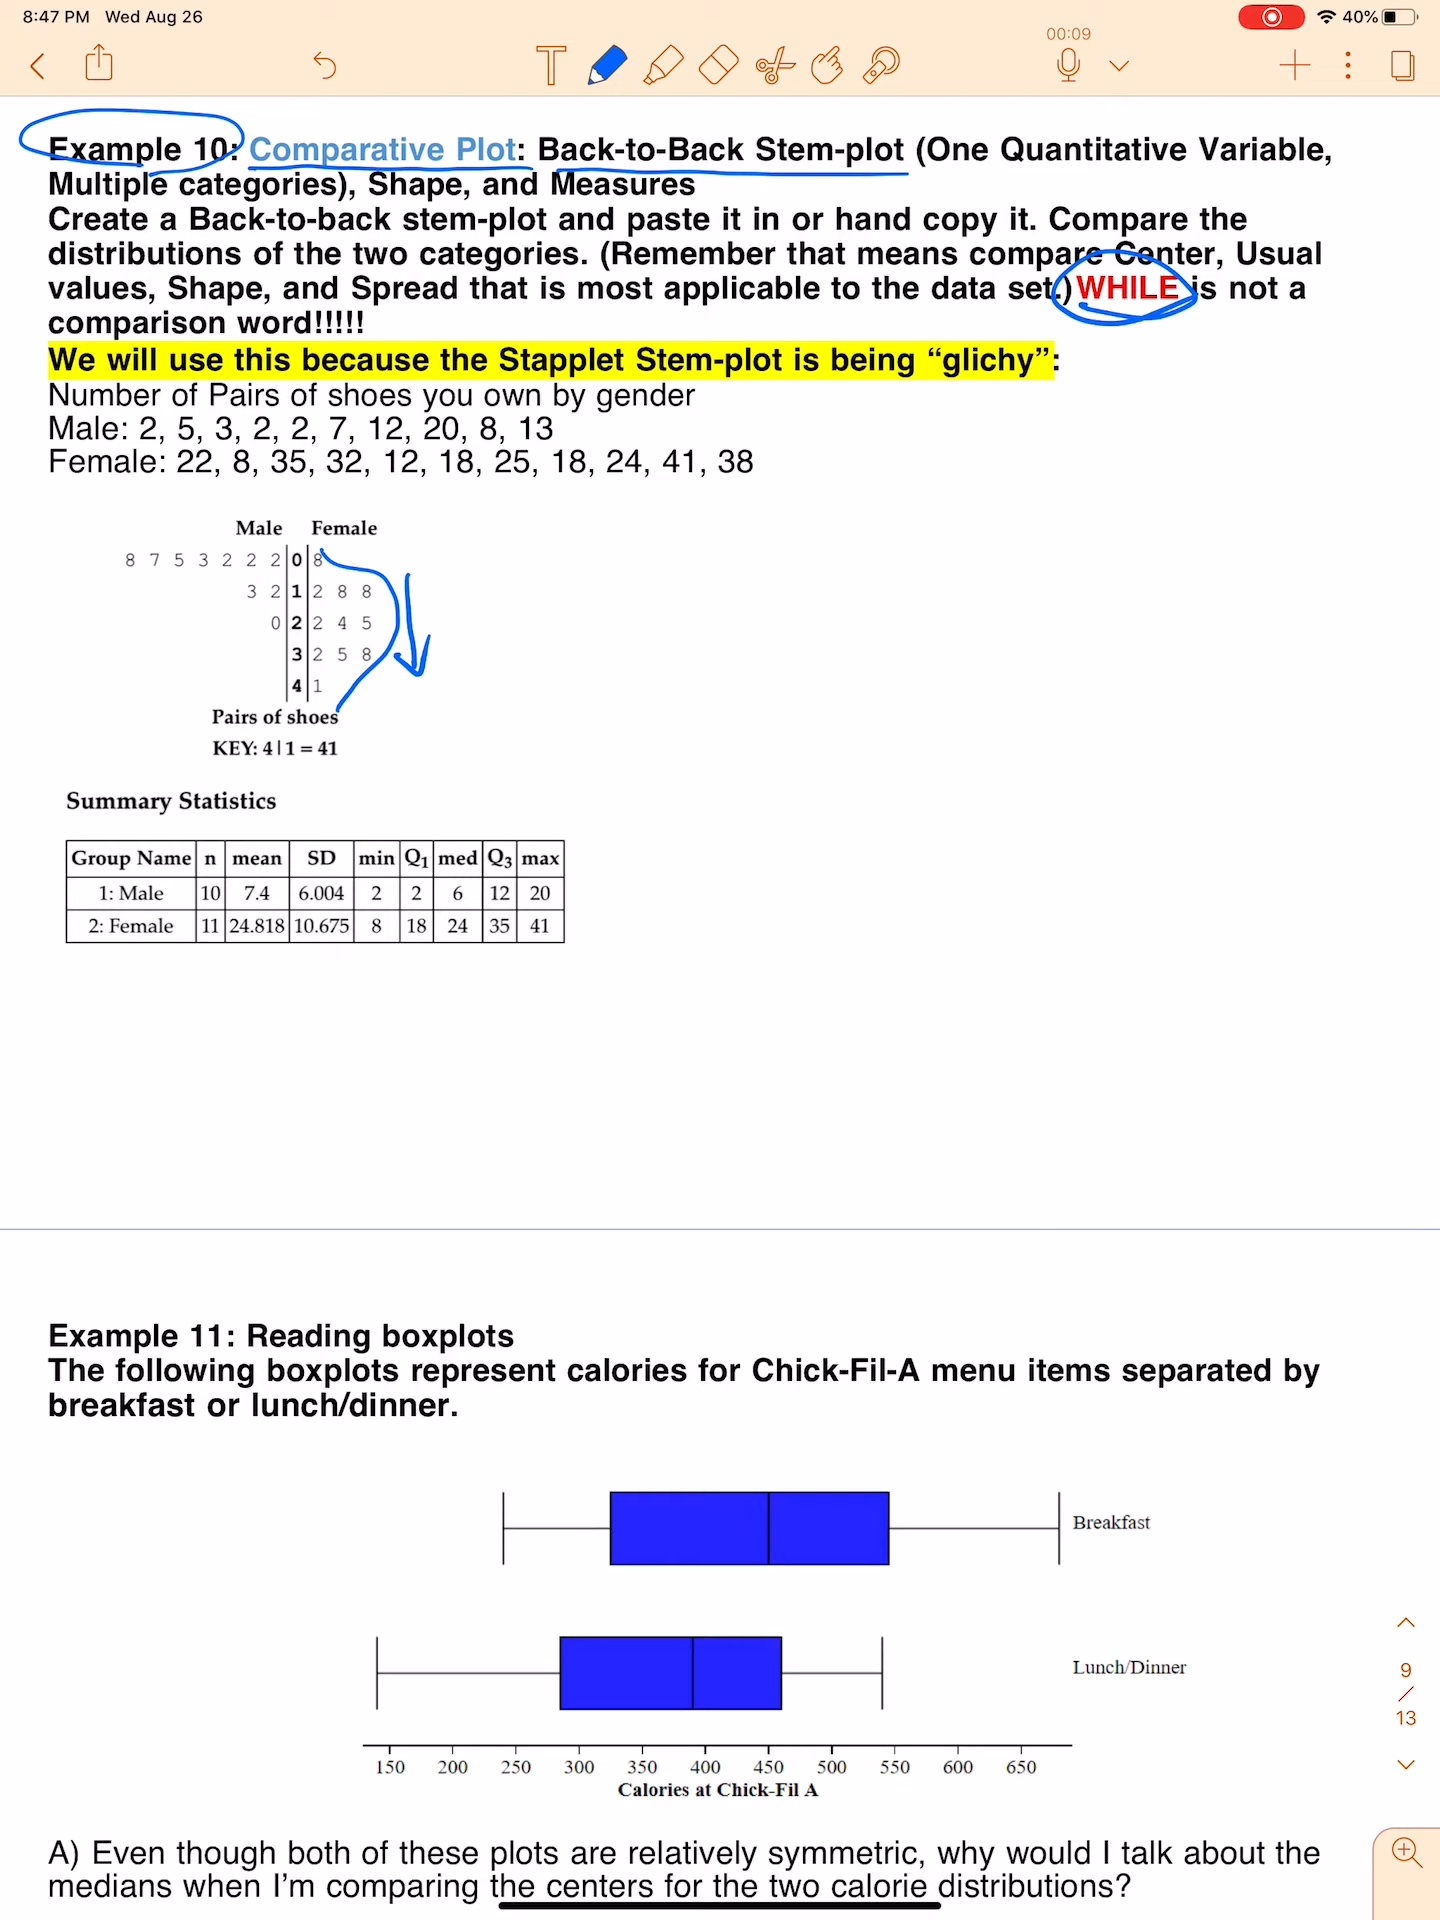 8:47 PM Wed Aug 26
40%
00:09
Example 10: Comparative Plot: Back-to-Back Stem-plot (One Quantitative Variable,
Multiple categories), Shape, and Measures
Create a Back-to-back stem-plot and paste it in or hand copy it. Compare the
distributions of the two categories. (Remember that means compare Center, Usual
values, Shape, and Spread that is most applicable to the data set.) WHILE is not a
comparison word!!!!!
We will use this because the Stapplet Stem-plot is being “glichy”:
Number of Pairs of shoes you own by gender
Male: 2, 5, 3, 2, 2, 7, 12, 20, 8, 13
Female: 22, 8, 35, 32, 12, 18, 25, 18, 24, 41, 38
Male Female
8 7 5 3 2 2 2 0 8
3 2 1 2 8 8
0 2 2 4 5
3 2 5 8
4 1
Pairs of shoes
KEY: 4|1 = 41
Summary Statistics
Group Name n mean SD min Q1 med Q3 max
1: Male 10 7.4 6.004 2 2 6 12 20
2: Female 11 24.818 10.675 8 18 24 35 41
Example 11: Reading boxplots
The following boxplots represent calories for Chick-Fil-A menu items separated by
breakfast or lunch/dinner.
Breakfast
Lunch/Dinner
150 200 250 300 350 400 450 500 550 600 650
Calories at Chick-Fil A
9
/
13
A) Even though both of these plots are relatively symmetric, why would I talk about the
medians when I’m comparing the centers for the two calorie distributions?